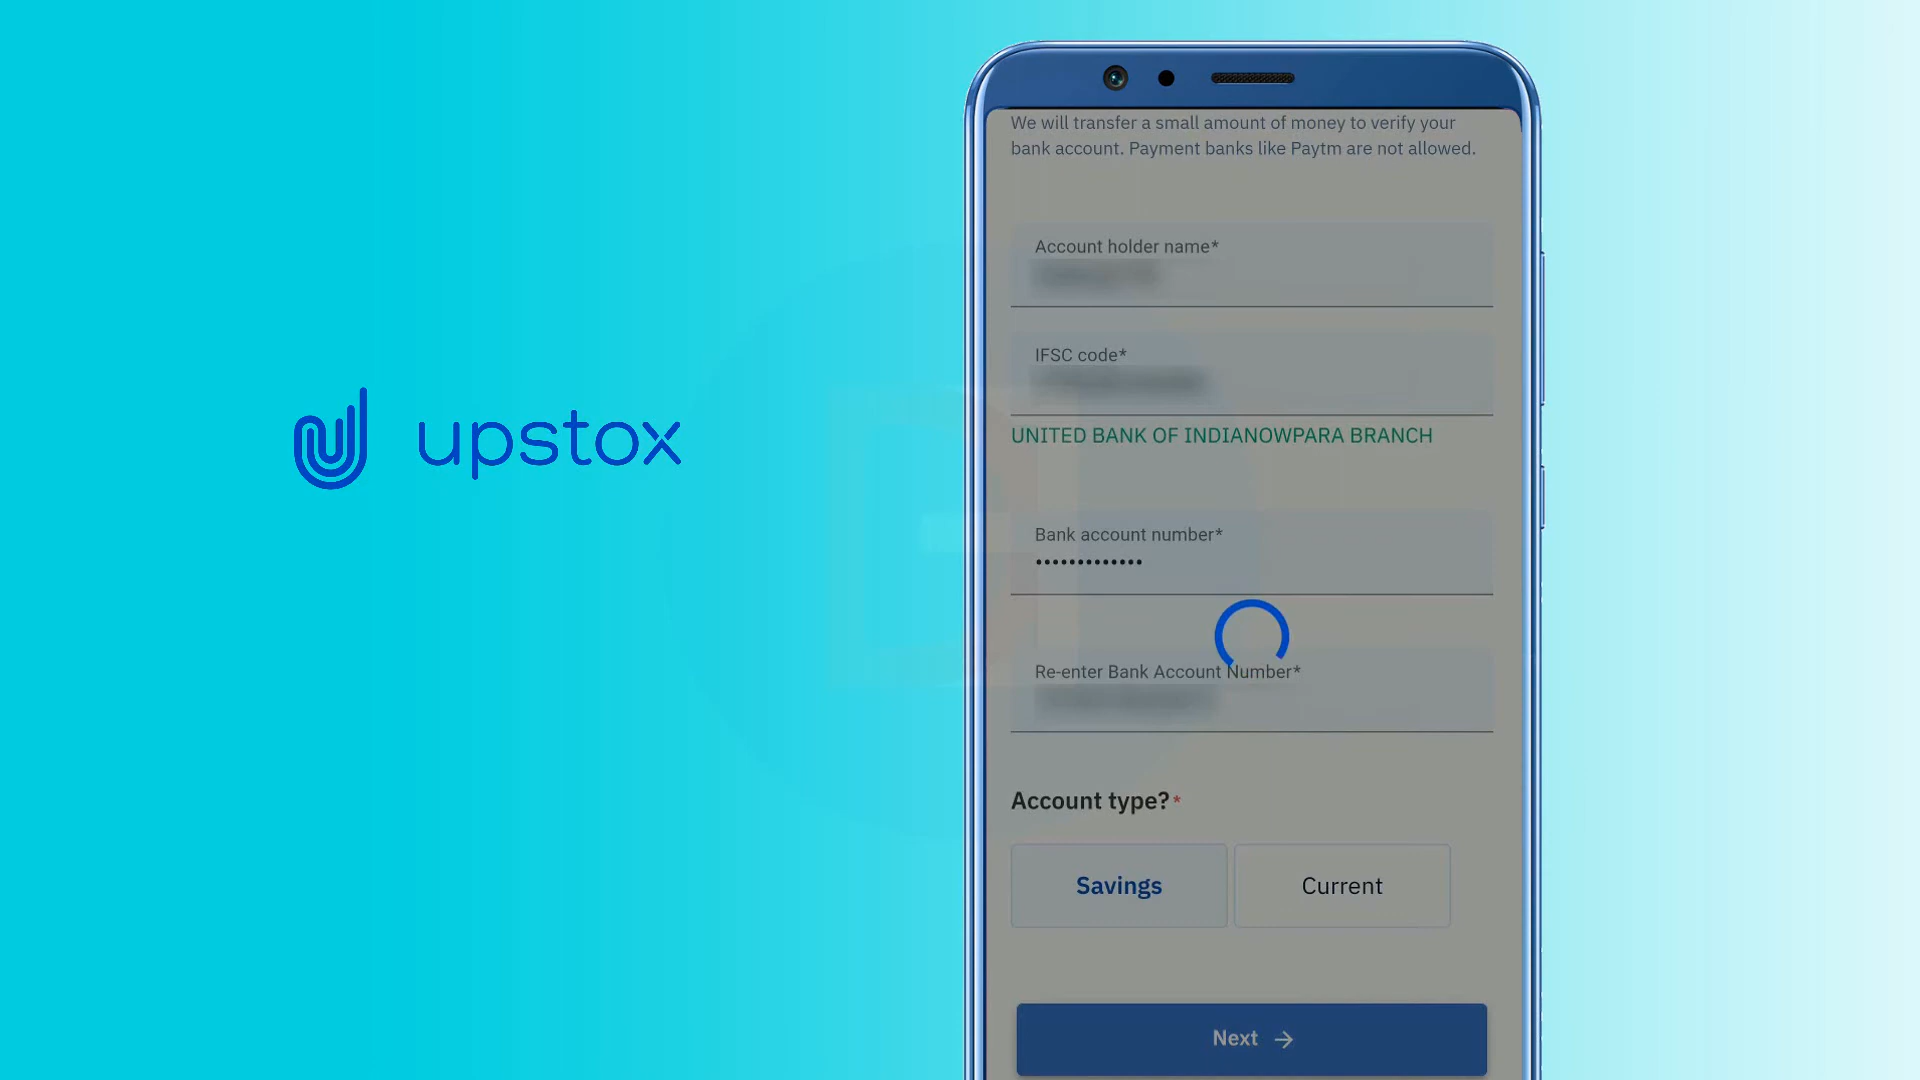 upstox
We will transfer a small amount of money to verify your
bank account. Payment banks like Paytm are not allowed.
Account holder name*
IFSC code*
UNITED BANK OF INDIANOWPARA BRANCH
Bank account number*
•••••••••••••
Re-enter Bank Account Number*
Account type?*
Savings
Current
Next →